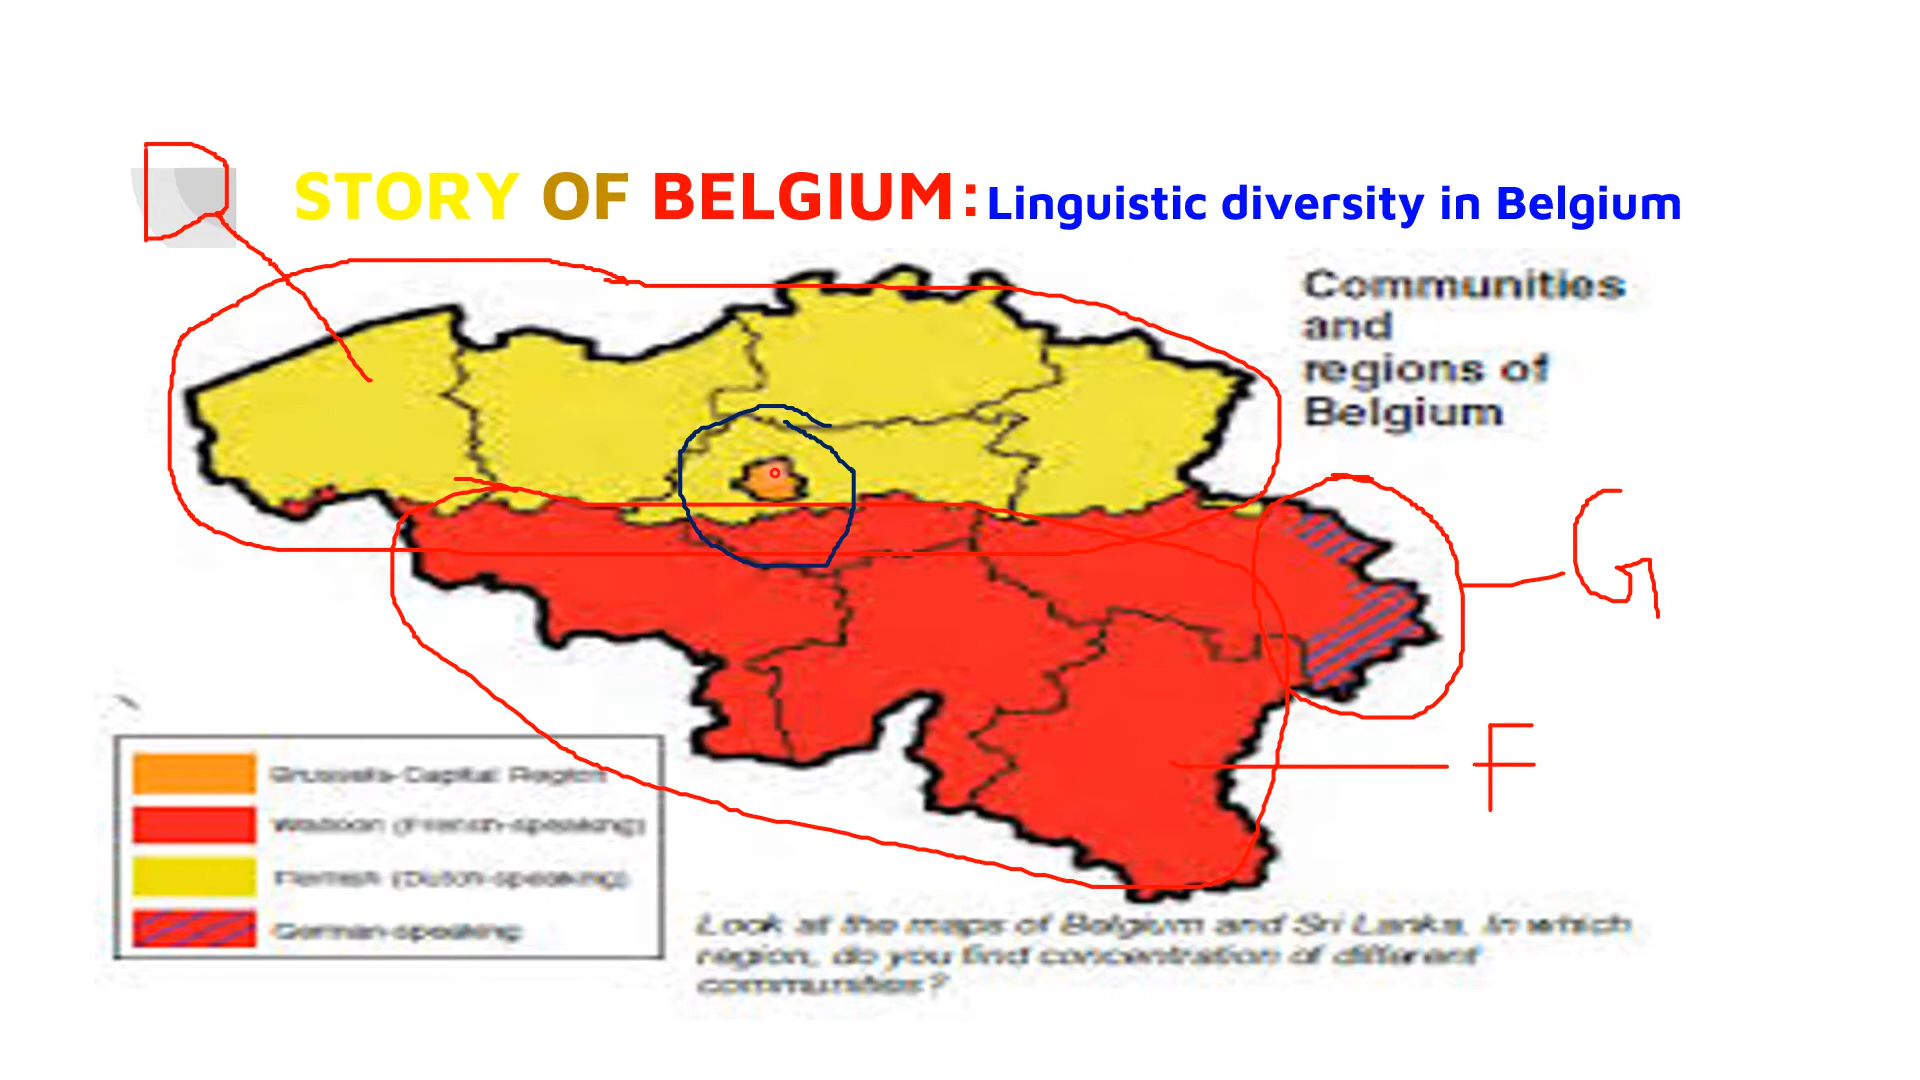 D
STORY OF BELGIUM: Linguistic diversity in Belgium
Communities
and
regions of
Belgium
G
F
Brussels-Capital Region
Walloon (French-speaking)
Flemish (Dutch-speaking)
German-speaking
Look at the maps of Belgium and Sri Lanka. In which
region, do you find concentration of different
communities?